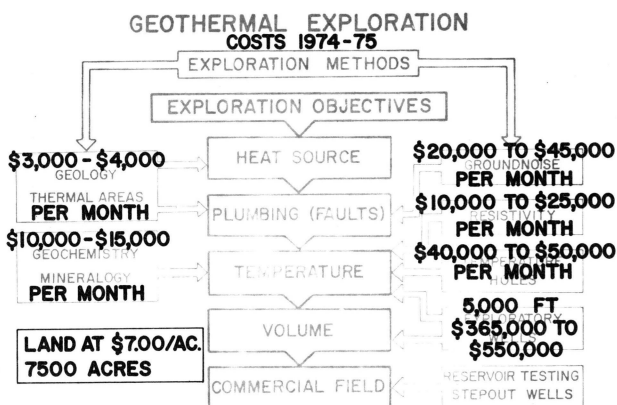 GEOTHERMAL EXPLORATION
COSTS 1974-75
EXPLORATION METHODS
EXPLORATION OBJECTIVES
$3,000 - $4,000
GEOLOGY
THERMAL AREAS
PER MONTH
$10,000-$15,000
GEOCHEMISTRY
MINERALOGY
PER MONTH
LAND AT $7.00/AC.
7500 ACRES
HEAT SOURCE
PLUMBING (FAULTS)
TEMPERATURE
VOLUME
COMMERCIAL FIELD
$20,000 TO $45,000
GROUNDNOISE
PER MONTH
$10,000 TO $25,000
RESISTIVITY
PER MONTH
$40,000 TO $50,000
TEMPERATURE
PER MONTH
HOLES
5,000 FT
EXPLORATORY
$365,000 TO
WELLS
$550,000
RESERVOIR TESTING
STEPOUT WELLS